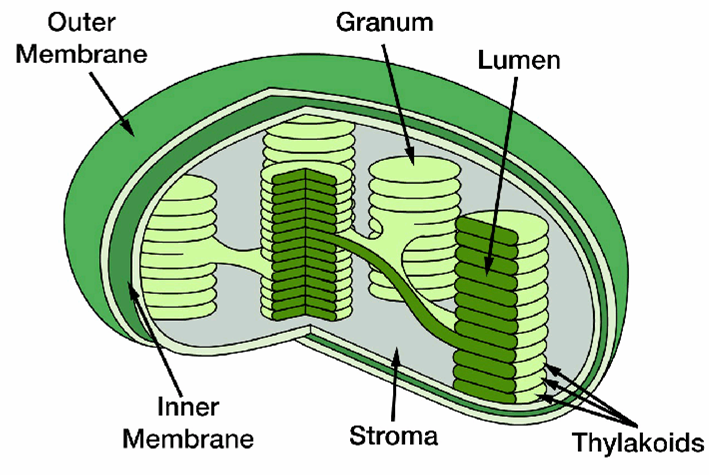 Outer
Membrane
Granum
Lumen
Inner
Membrane
Stroma
Thylakoids